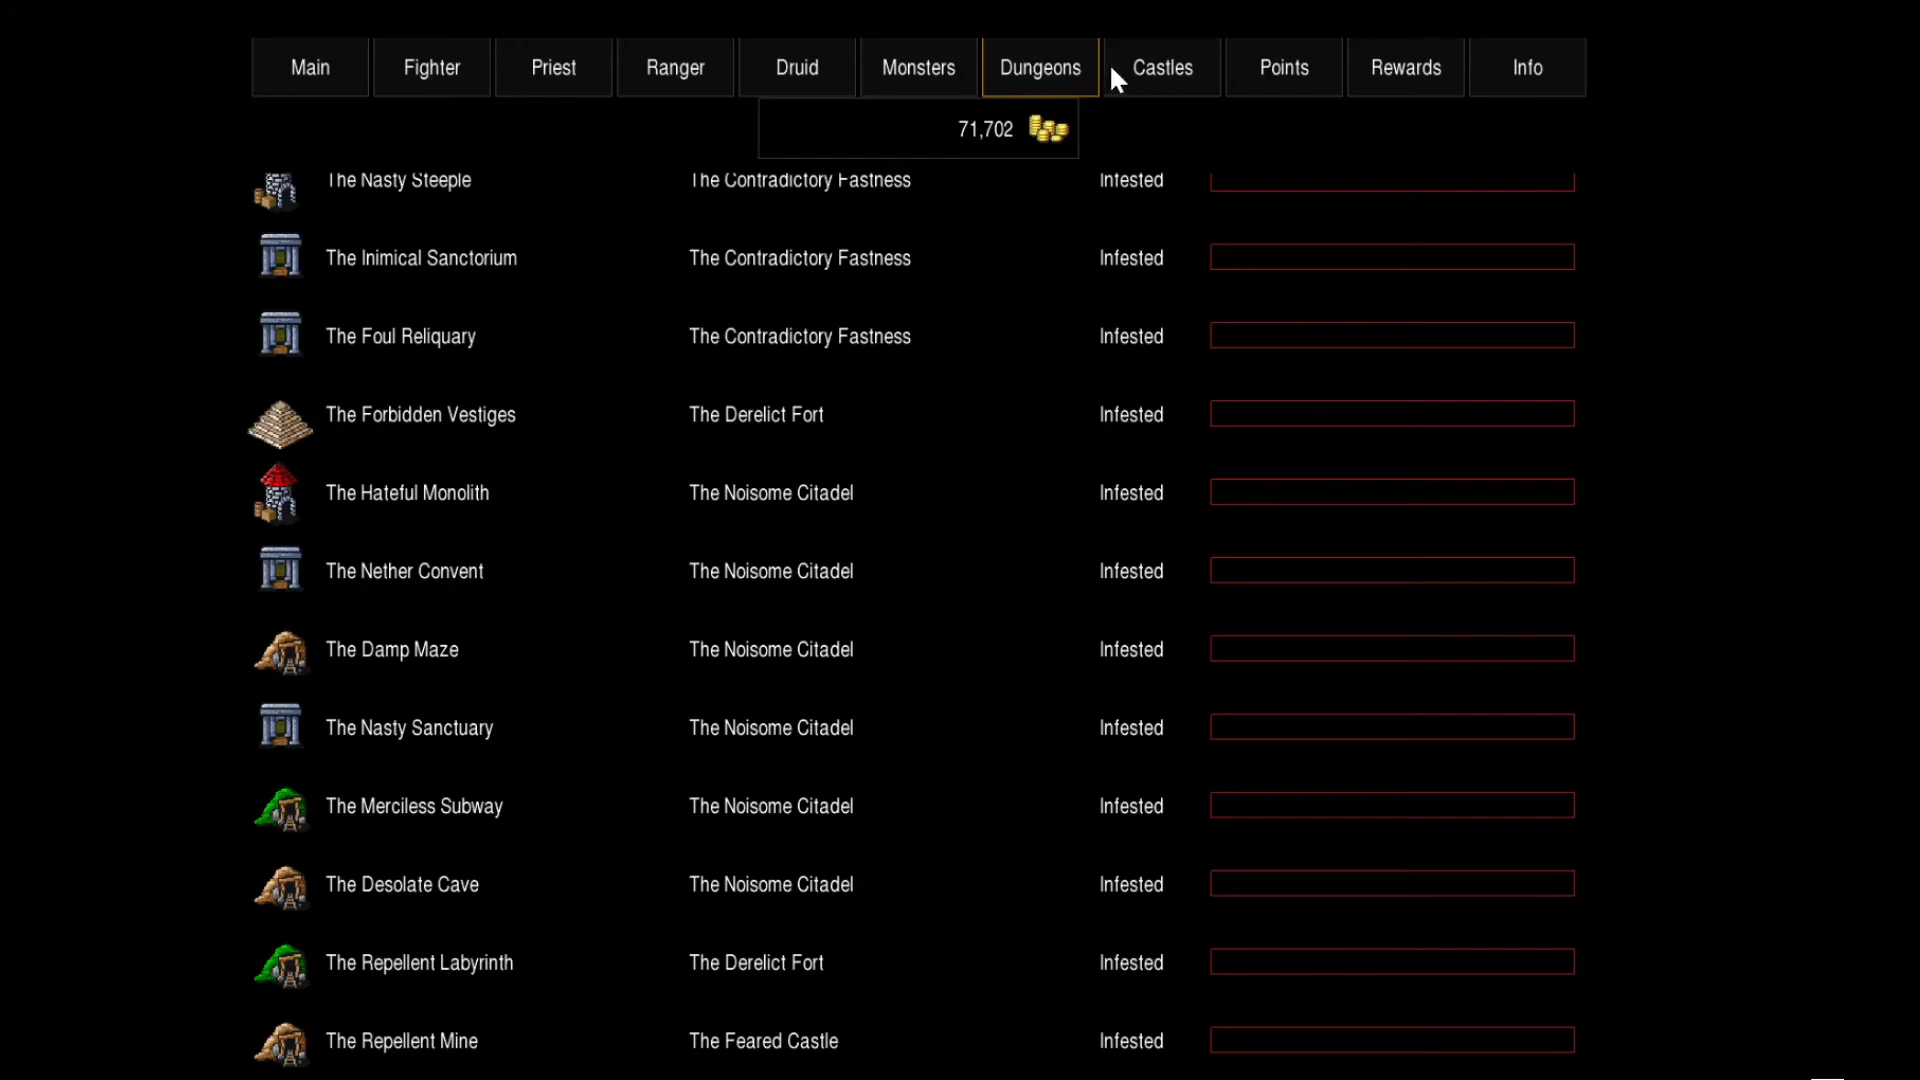 Main Fighter Priest Ranger Druid Monsters Dungeons Castles Points Rewards Info
71,702
The Nasty Steeple The Contradictory Fastness Infested
The Inimical Sanctorium The Contradictory Fastness Infested
The Foul Reliquary The Contradictory Fastness Infested
The Forbidden Vestiges The Derelict Fort Infested
The Hateful Monolith The Noisome Citadel Infested
The Nether Convent The Noisome Citadel Infested
The Damp Maze The Noisome Citadel Infested
The Nasty Sanctuary The Noisome Citadel Infested
The Merciless Subway The Noisome Citadel Infested
The Desolate Cave The Noisome Citadel Infested
The Repellent Labyrinth The Derelict Fort Infested
The Repellent Mine The Feared Castle Infested